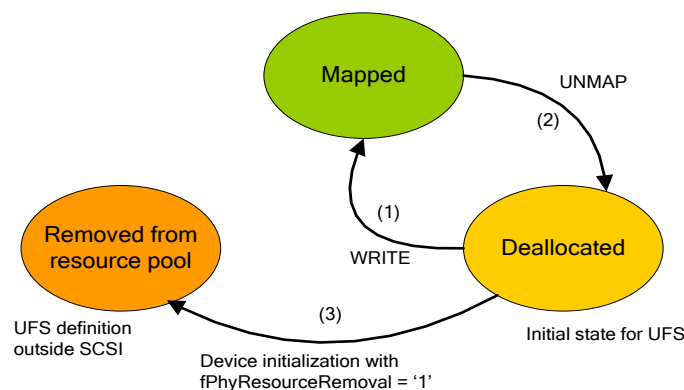 Mapped
UNMAP
(2)
(1)
WRITE
Removed from
resource pool
Deallocated
(3)
UFS definition
outside SCSI
Initial state for UFS
Device initialization with
fPhyResourceRemoval = ‘1’